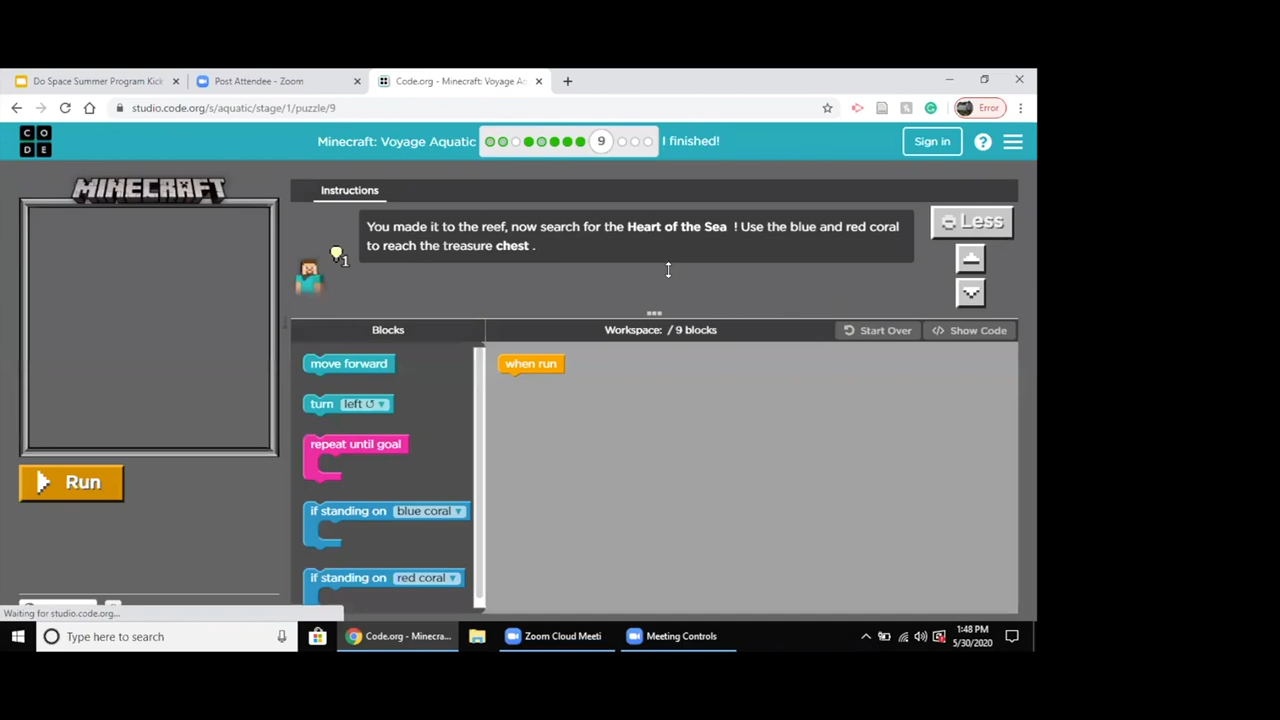 Do Space Summer Program Kick
Post Attendee - Zoom
Code.org - Minecraft: Voyage Ac
studio.code.org/s/aquatic/stage/1/puzzle/9
Error
C O
D E
Minecraft: Voyage Aquatic
9
I finished!
Sign in
MINECRAFT
Instructions
You made it to the reef, now search for the Heart of the Sea ! Use the blue and red coral
to reach the treasure chest .
1
Less
Blocks
Workspace: / 9 blocks
Start Over
Show Code
move forward
turn left
repeat until goal
if standing on blue coral
if standing on red coral
when run
Run
Waiting for studio.code.org...
Type here to search
Code.org - Minecra...
Zoom Cloud Meeti
Meeting Controls
1:48 PM
5/30/2020